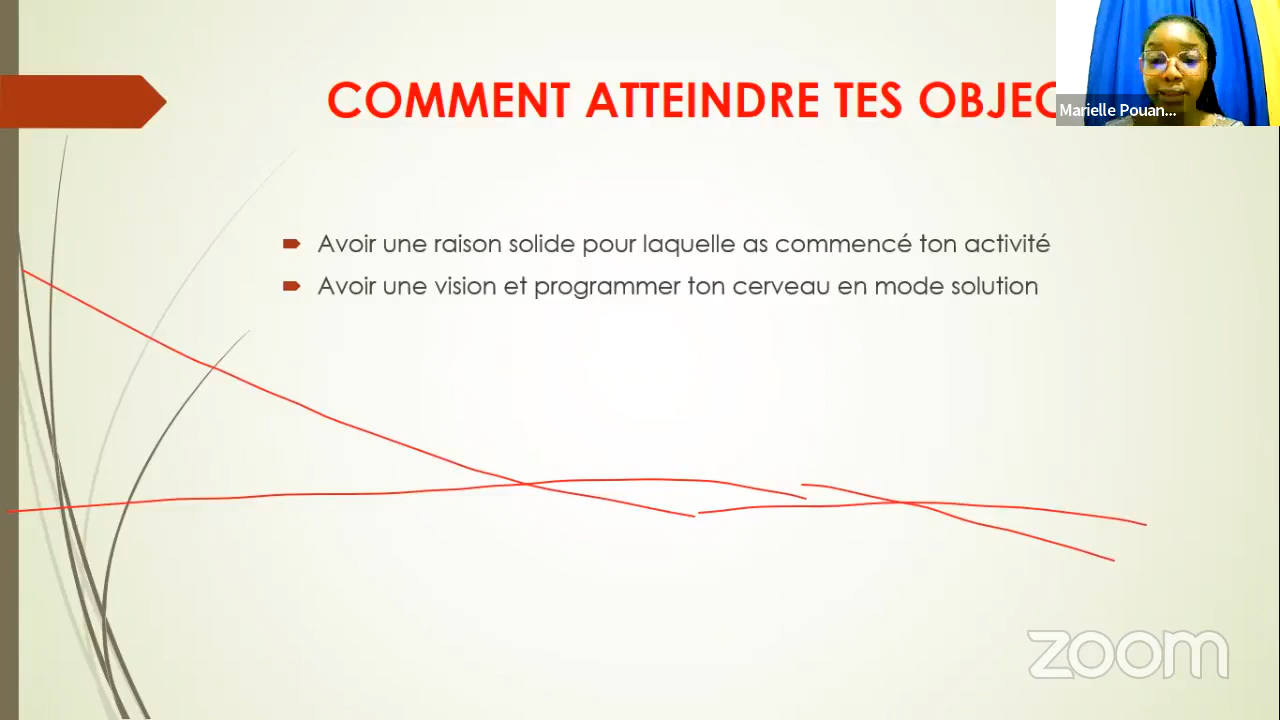 COMMENT ATTEINDRE TES OBJEC
Marielle Pouan...
Avoir une raison solide pour laquelle as commencé ton activité
Avoir une vision et programmer ton cerveau en mode solution
zoom